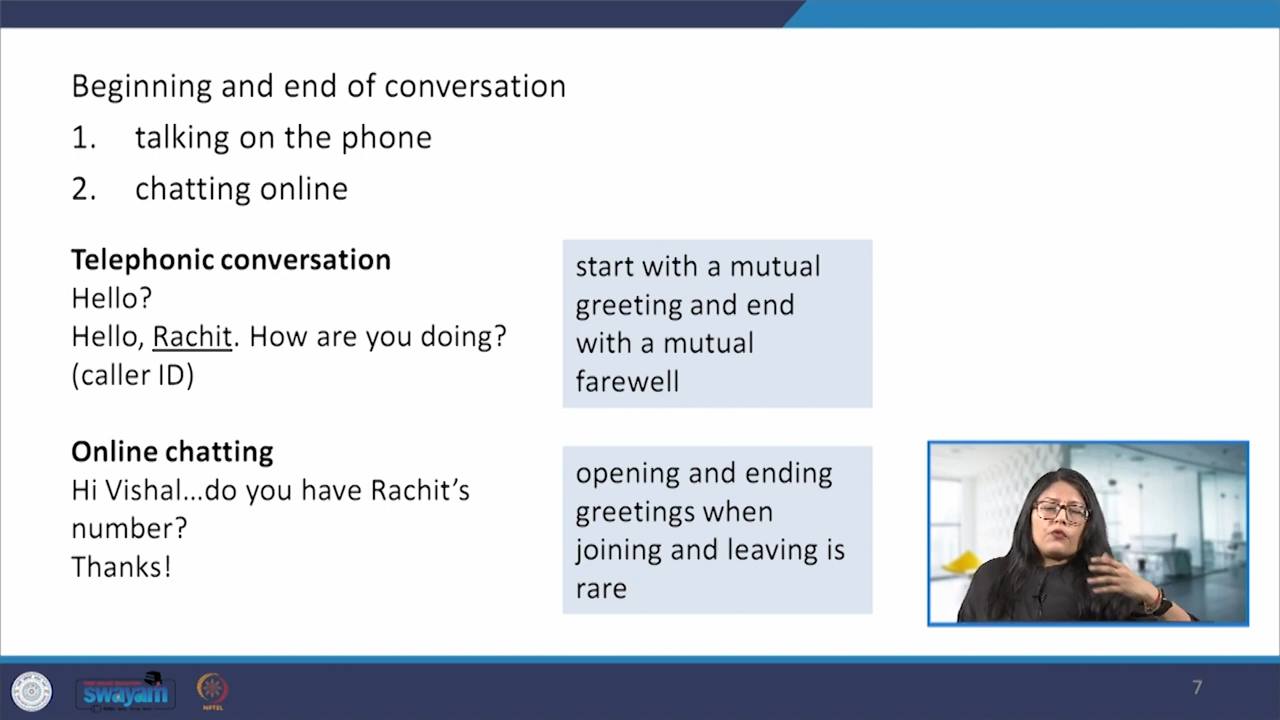 Beginning and end of conversation
1. talking on the phone
2. chatting online
Telephonic conversation
Hello?
Hello, Rachit. How are you doing?
(caller ID)
start with a mutual
greeting and end
with a mutual
farewell
Online chatting
Hi Vishal...do you have Rachit's
number?
Thanks!
opening and ending
greetings when
joining and leaving is
rare
swayam
NPTEL
7